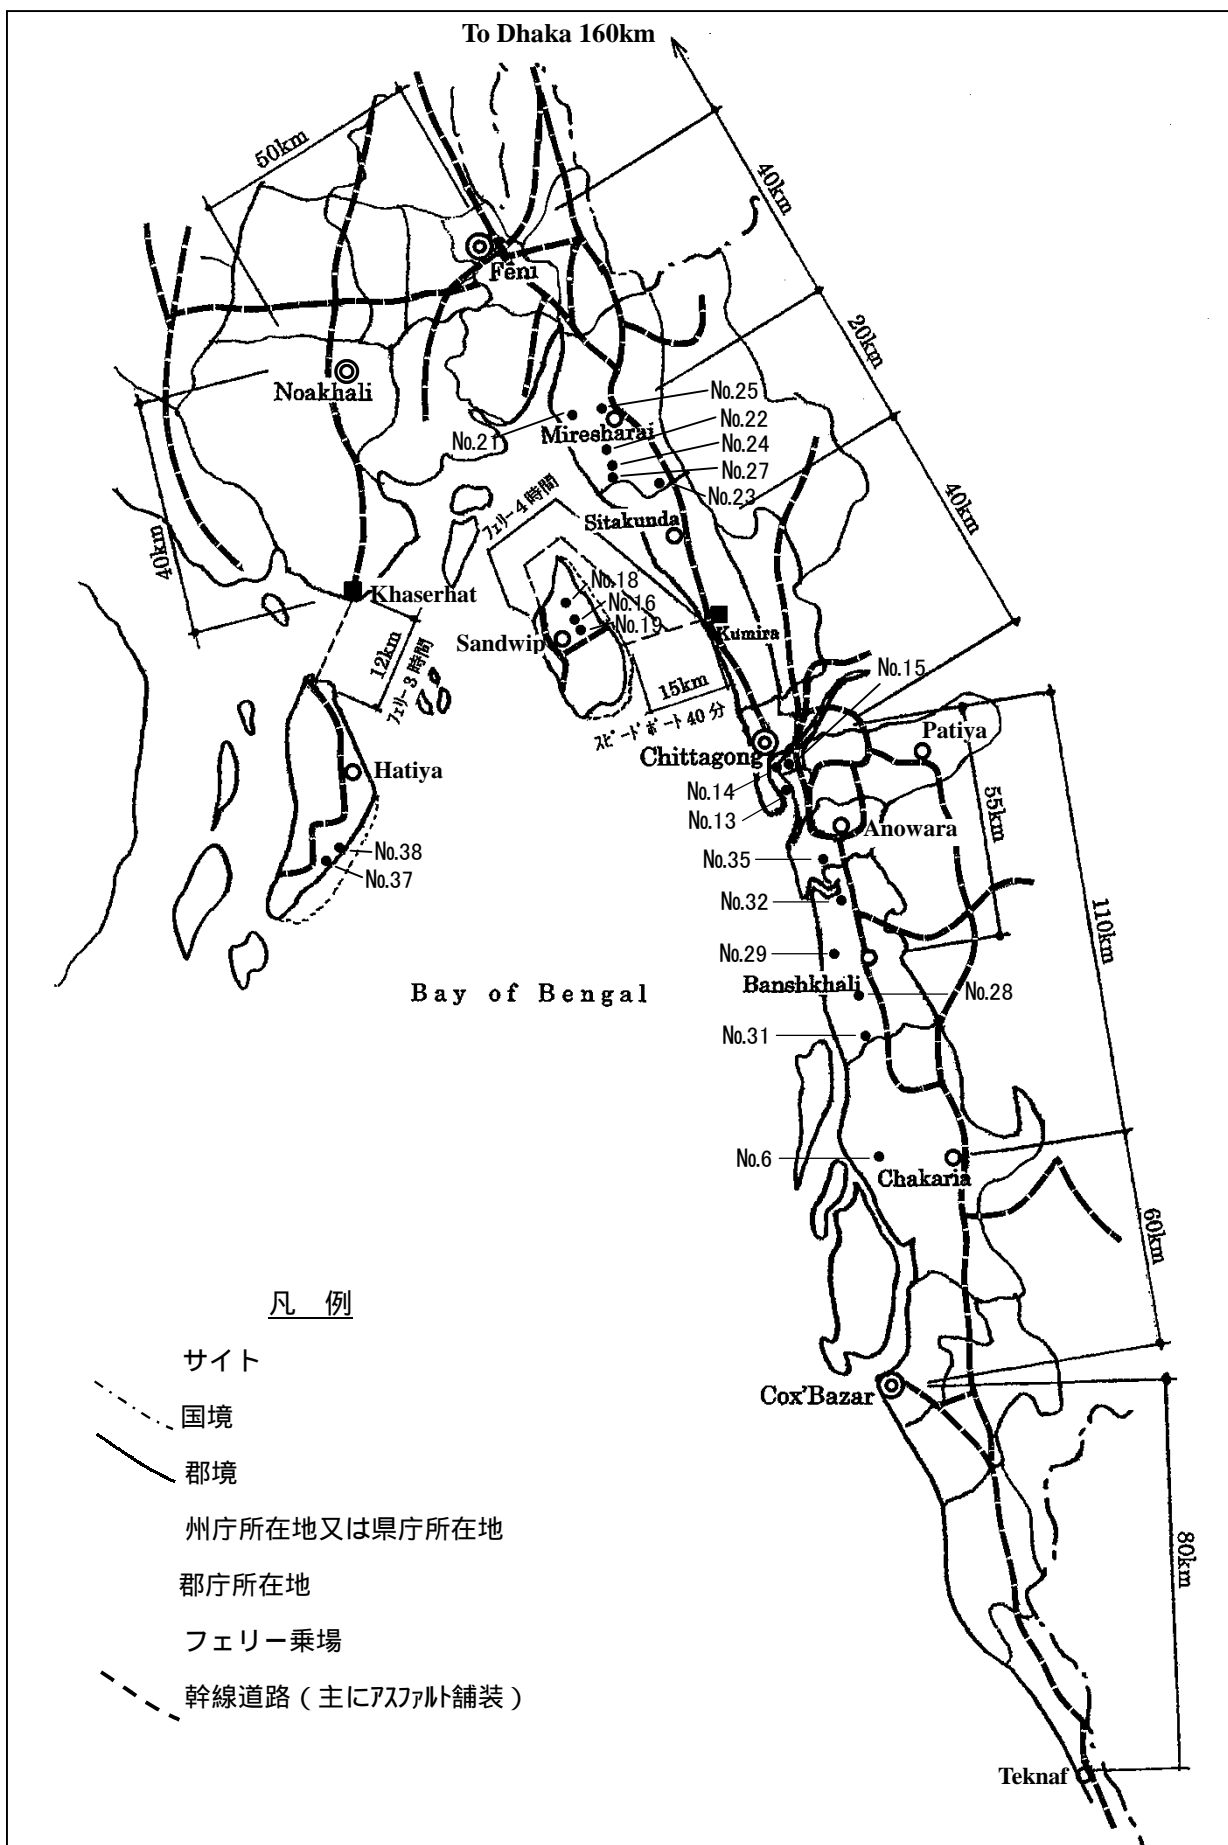 To Dhaka 160km
50km
40km
Feni
20km
Noakhali
No.25
No.22
Miresharai
No.21
No.24
No.27
No.23
フェリー4時間
40km
Sitakunda
40km
Khaserhat
No.18
No.16
No.19
Kumira
Sandwip
12km
フェリー3時間
15km
スピードボート40分
No.15
Patiya
Chittagong
Hatiya
No.14
No.13
55km
Anowara
No.38
No.37
No.35
No.32
110km
No.29
Banshkhali
No.28
Bay of Bengal
No.31
No.6
Chakaria
60km
凡 例
サイト
Cox'Bazar
国境
郡境
州庁所在地又は県庁所在地
80km
郡庁所在地
フェリー乗場
幹線道路(主にアスファルト舗装)
Teknaf